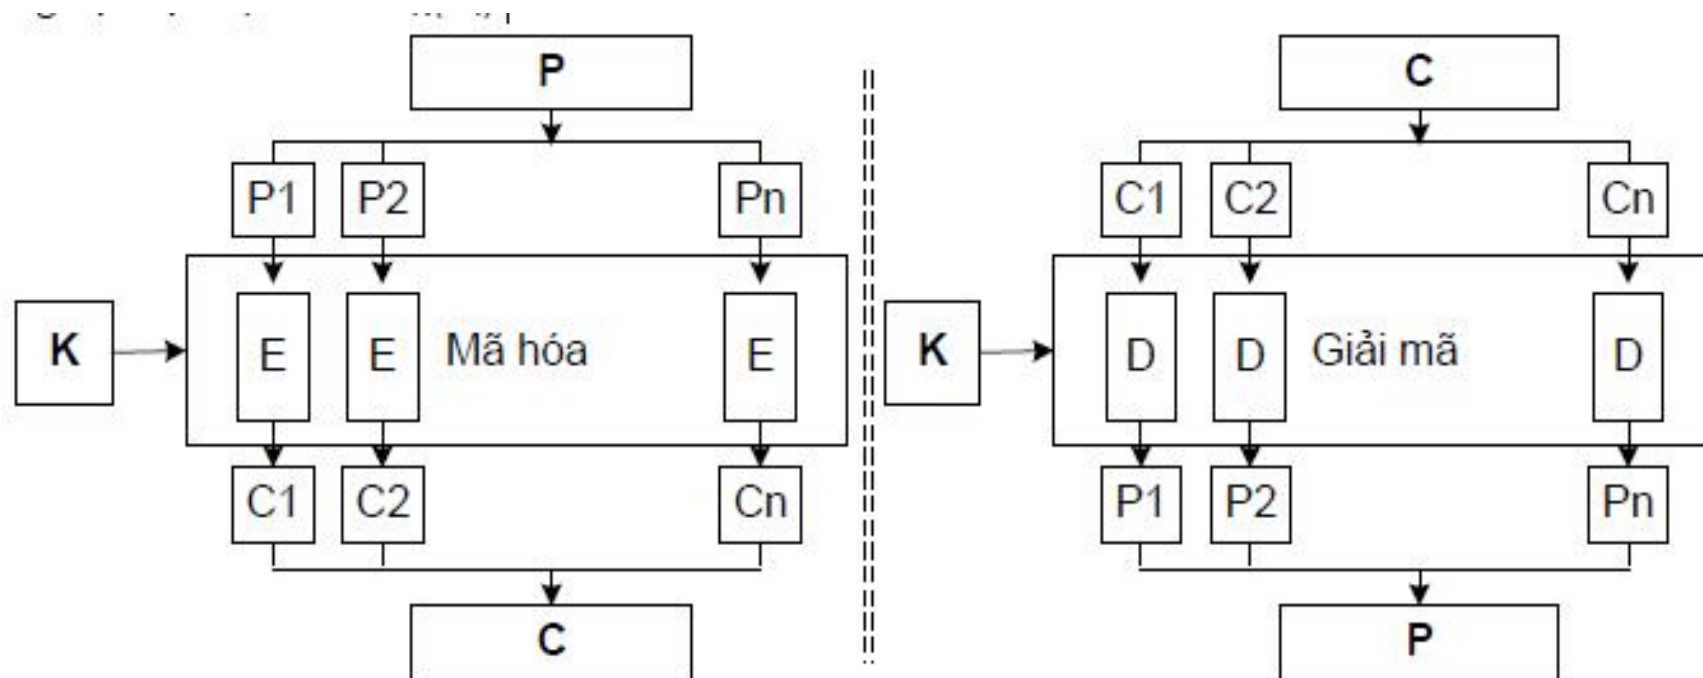 P
P1 P2 Pn
K E E Mã hóa E
C1 C2 Cn
C
C
C1 C2 Cn
K D D Giải mã D
P1 P2 Pn
P